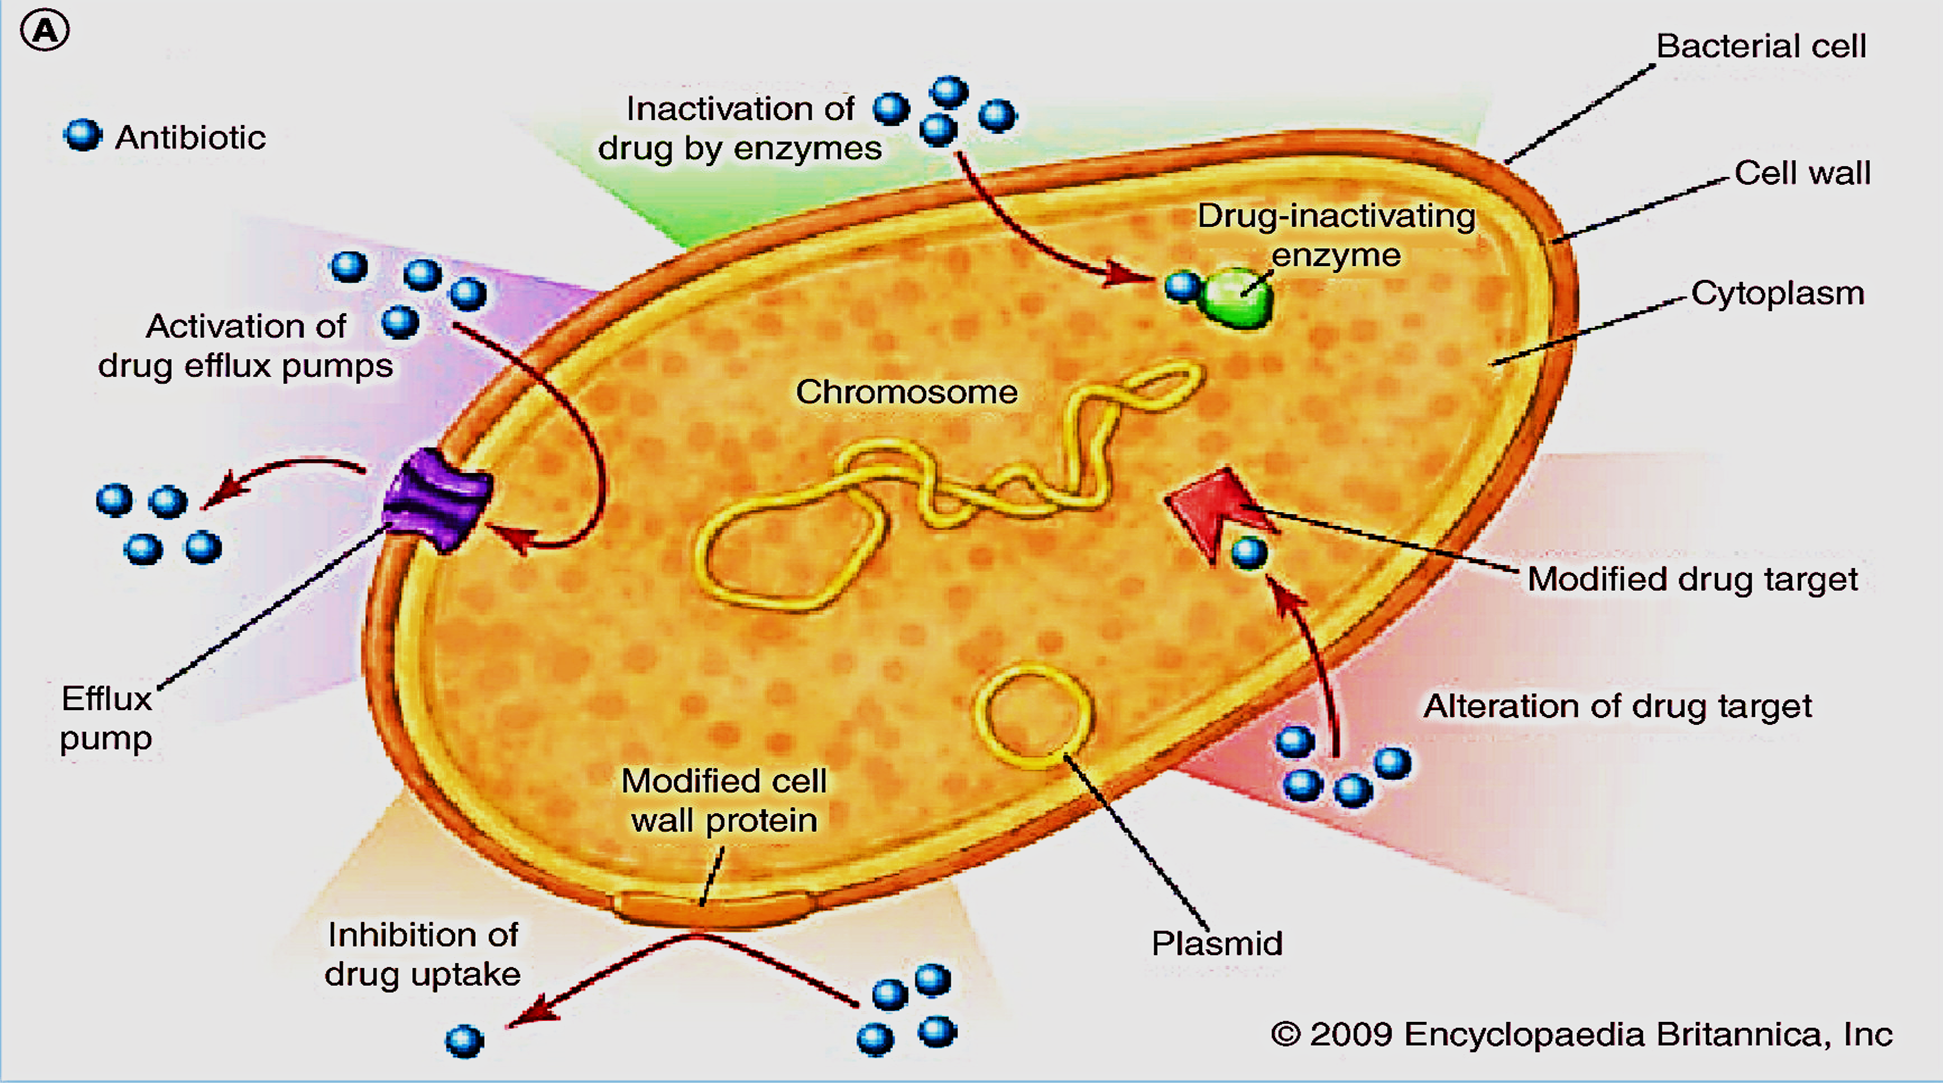 A
Antibiotic
Inactivation of
drug by enzymes
Bacterial cell
Cell wall
Drug-inactivating
enzyme
Cytoplasm
Activation of
drug efflux pumps
Chromosome
Modified drug target
Efflux
pump
Alteration of drug target
Modified cell
wall protein
Inhibition of
drug uptake
Plasmid
© 2009 Encyclopaedia Britannica, Inc